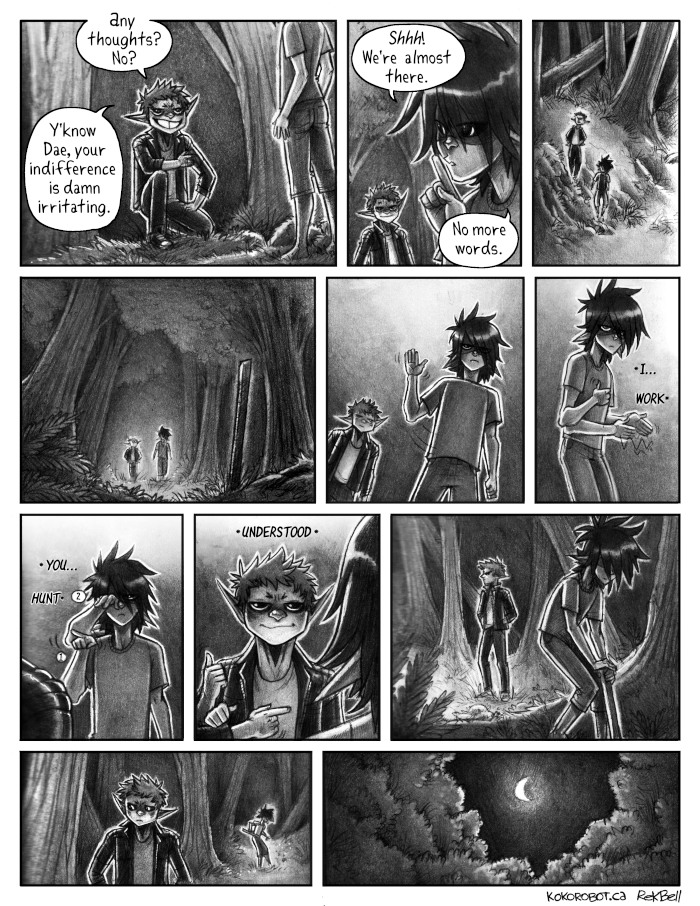 any
thoughts?
No?
Y'know
Dae, your
indifference
is damn
irritating.
Shhh!
We're almost
there.
No more
words.
•I...
WORK•
•YOU...
HUNT•
2
1
•UNDERSTOOD•
KOKOROBOT.CA RekBell